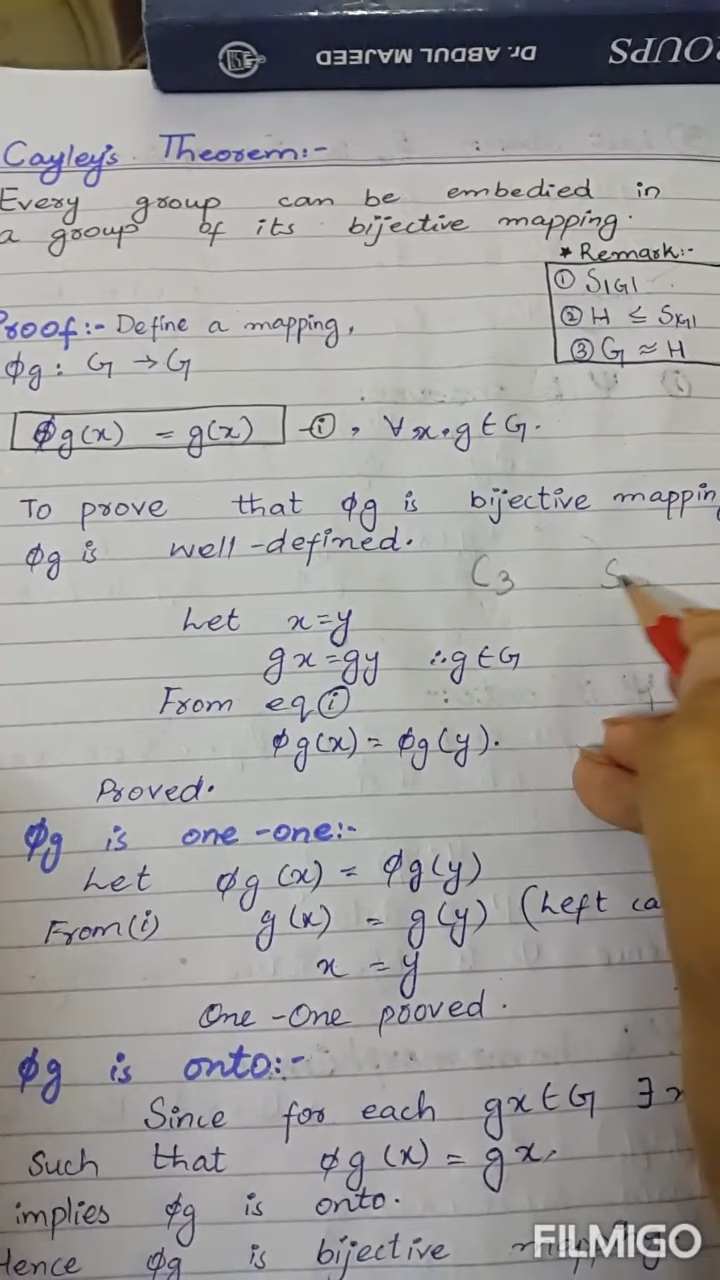 OUPS
Dr. ABDUL MAJEED
Cayley's Theorem:-
Every group can be embedied in
a group of its bijective mapping.
* Remark:-
① S|G|
② H ≤ S|G|
③ G ≈ H
Proof:- Define a mapping,
φg : G → G
φg(x) = g(x) -①, ∀ x, g ∈ G.
To prove that φg is bijective mappin
φg is well-defined.
C3 S
Let x=y
gx=gy ∴ g ∈ G
From eq ①
φg(x) = φg(y).
Proved.
φg is one-one:-
Let φg(x) = φg(y)
From(i) g(x) = g(y) (Left ca
x = y
One-One pooved.
φg is onto:-
Since for each gx ∈ G ∃ x
Such that φg(x) = gx,
implies φg is onto.
Hence φg is bijective mapping
FILMIGO